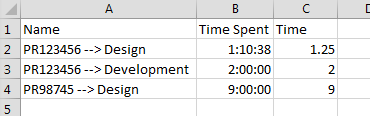 A B C
1 Name Time Spent Time
2 PR123456 --> Design 1:10:38 1.25
3 PR123456 --> Development 2:00:00 2
4 PR98745 --> Design 9:00:00 9
5